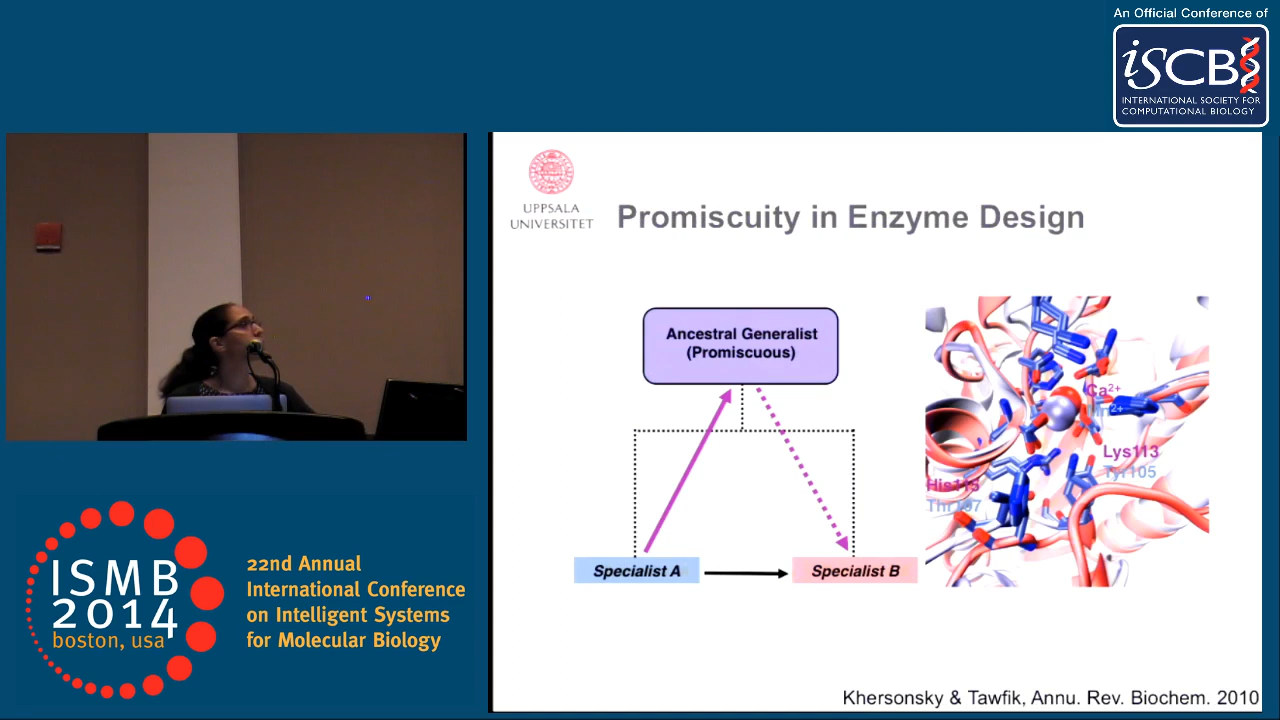 An Official Conference of
iSCB
INTERNATIONAL SOCIETY FOR
COMPUTATIONAL BIOLOGY
UPPSALA
UNIVERSITET
Promiscuity in Enzyme Design
Ancestral Generalist
(Promiscuous)
Ca²⁺
Lys113
Tyr105
Specialist A
Specialist B
Khersonsky & Tawfik, Annu. Rev. Biochem. 2010
ISMB
2014
boston, usa
22nd Annual
International Conference
on Intelligent Systems
for Molecular Biology